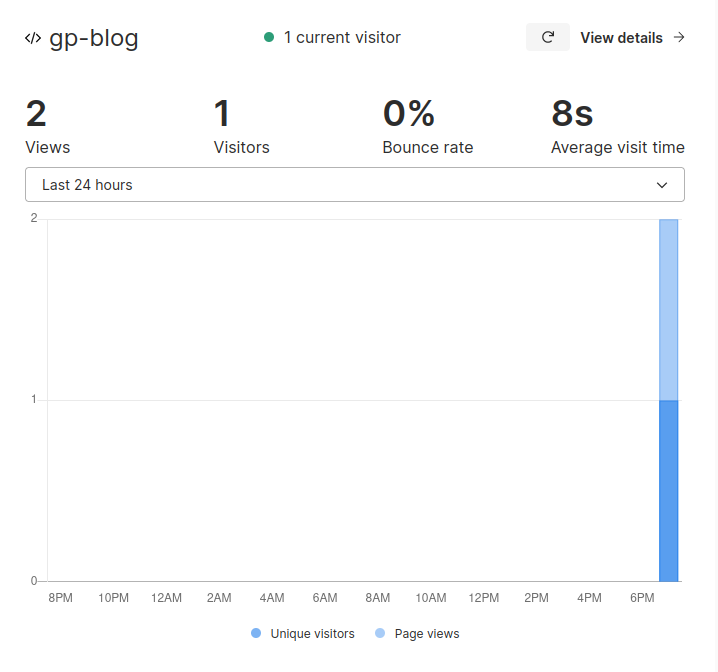 </> gp-blog
1 current visitor
View details →
2
Views
1
Visitors
0%
Bounce rate
8s
Average visit time
Last 24 hours
2
1
0
8PM 10PM 12AM 2AM 4AM 6AM 8AM 10AM 12PM 2PM 4PM 6PM
Unique visitors Page views